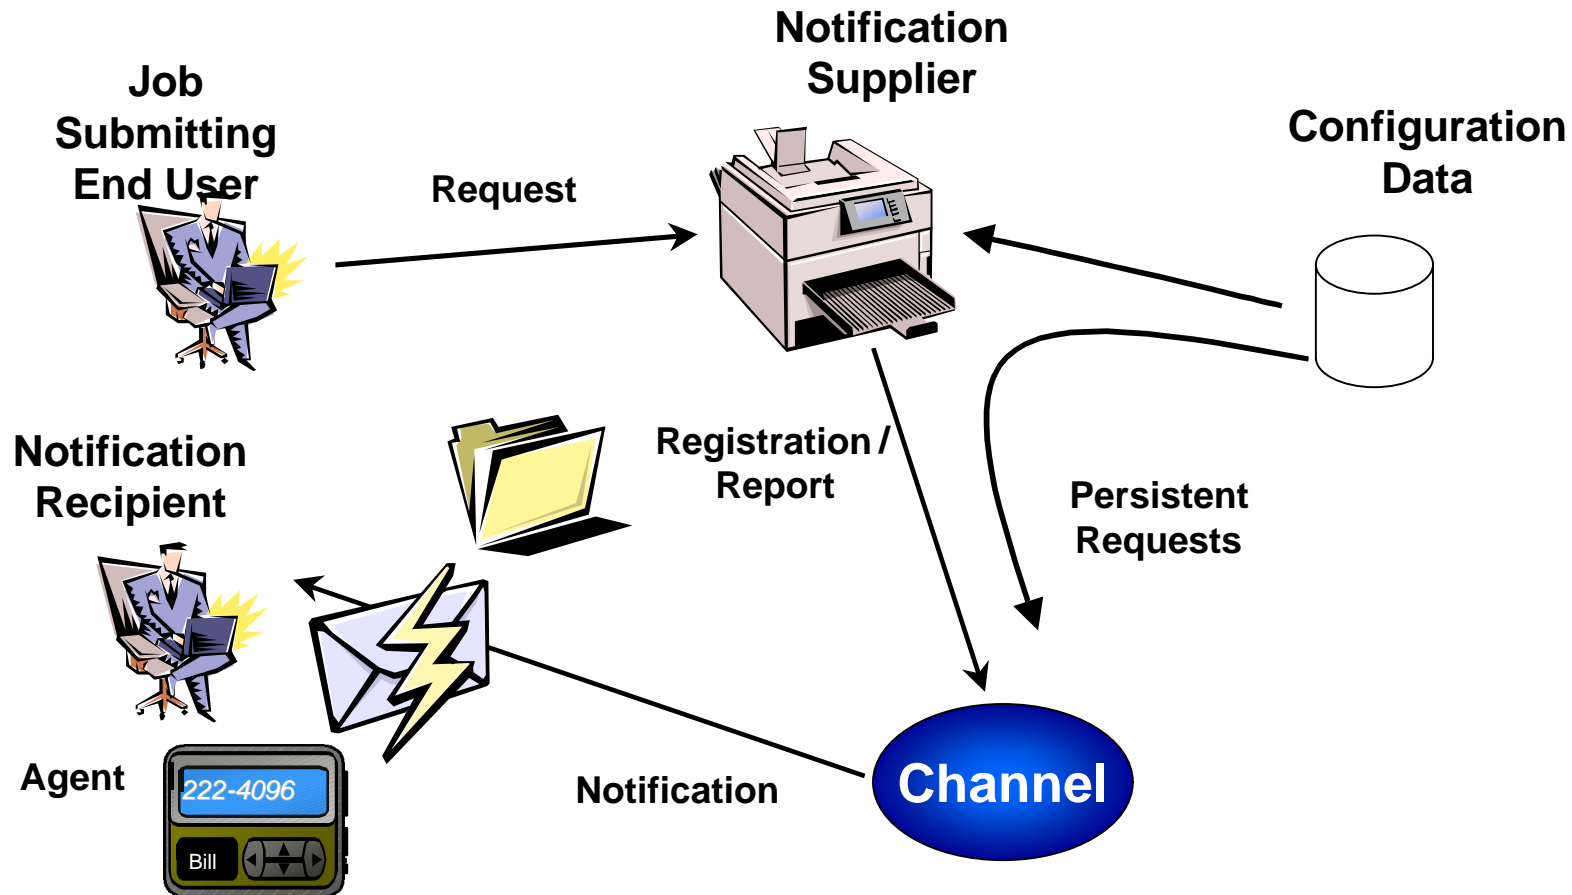 Notification
Supplier
Job
Submitting
End User
Configuration
Data
Request
Notification
Recipient
Registration /
Report
Persistent
Requests
Agent
222-4096
Bill
Notification
Channel